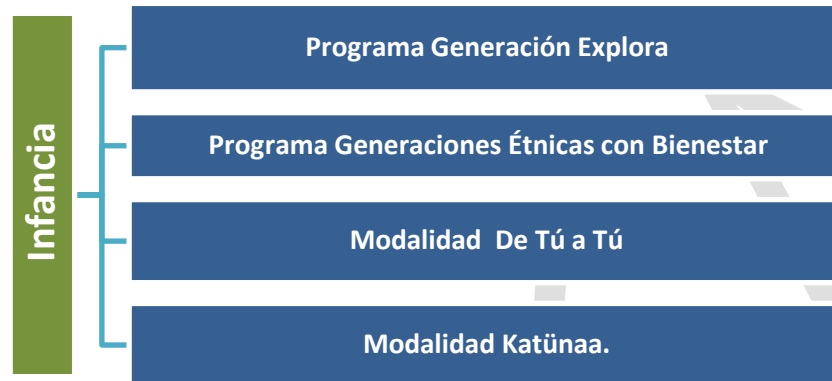 Infancia
Programa Generación Explora
Programa Generaciones Étnicas con Bienestar
Modalidad De Tú a Tú
Modalidad Katünaa.